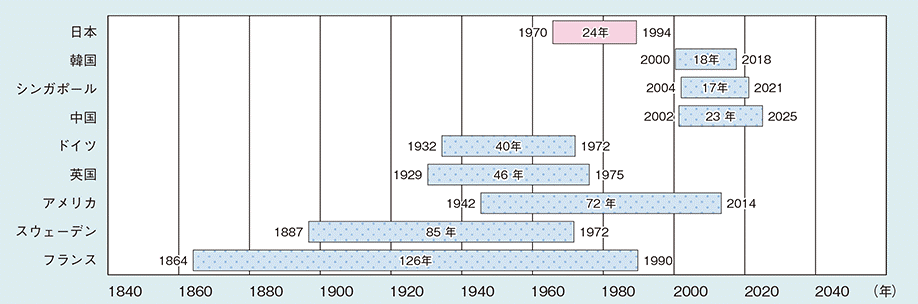 日本 1970 24年 1994
韓国 2000 18年 2018
シンガポール 2004 17年 2021
中国 2002 23 年 2025
ドイツ 1932 40年 1972
英国 1929 46 年 1975
アメリカ 1942 72 年 2014
スウェーデン 1887 85 年 1972
フランス 1864 126年 1990
1840 1860 1880 1900 1920 1940 1960 1980 2000 2020 2040 (年)